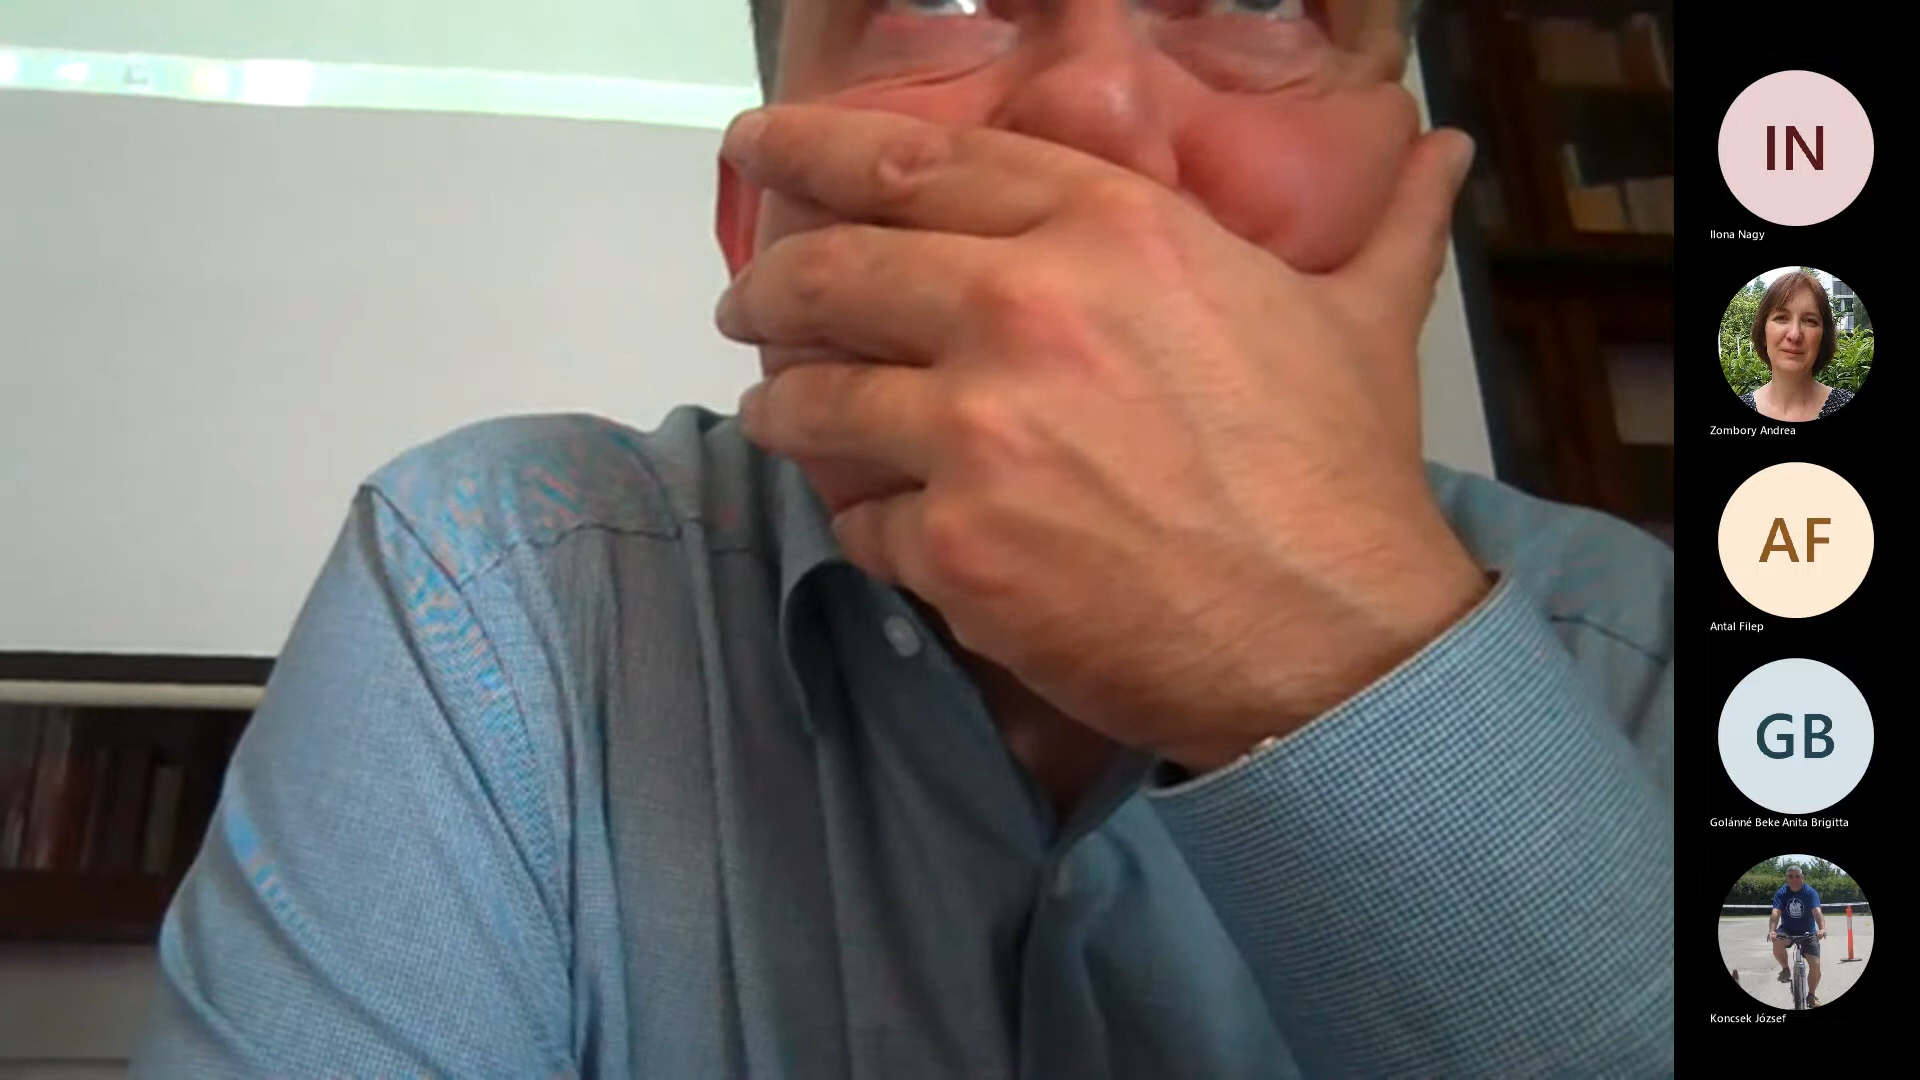 IN
Ilona Nagy
Zombory Andrea
AF
Antal Filep
GB
Golánné Beke Anita Brigitta
Koncsek József